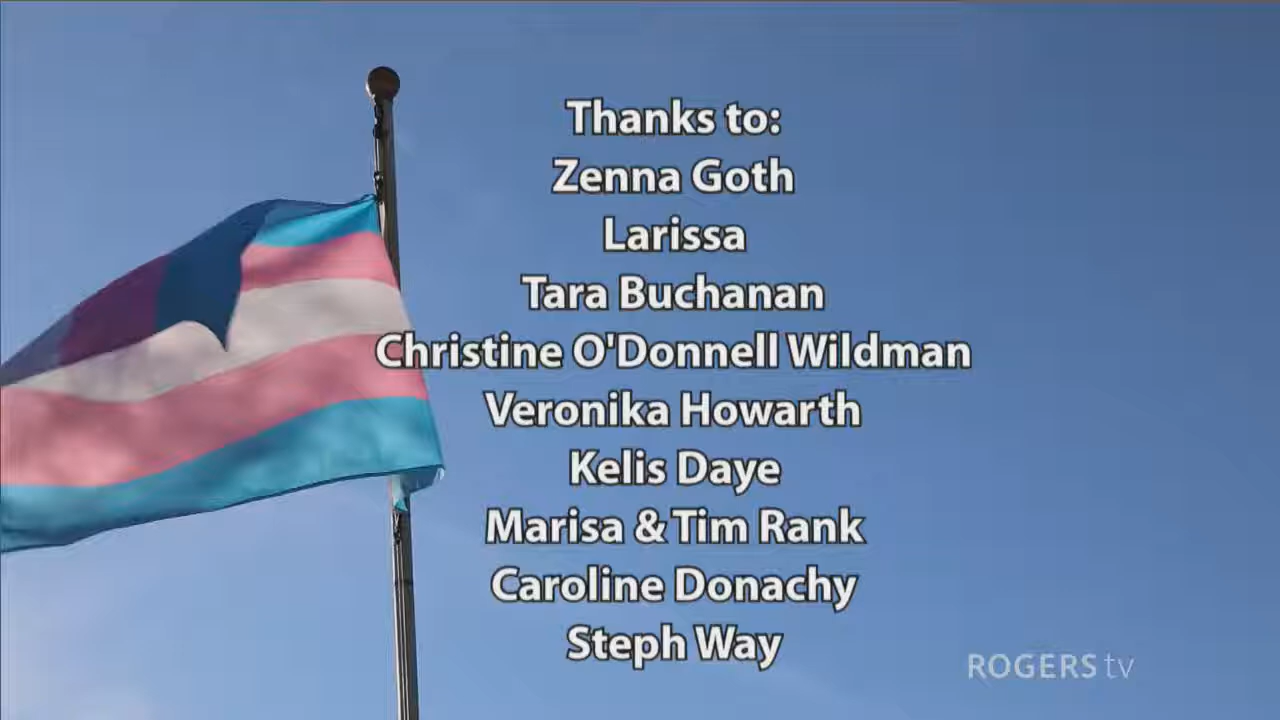 Thanks to:
Zenna Goth
Larissa
Tara Buchanan
Christine O'Donnell Wildman
Veronika Howarth
Kelis Daye
Marisa & Tim Rank
Caroline Donachy
Steph Way
ROGERS tv